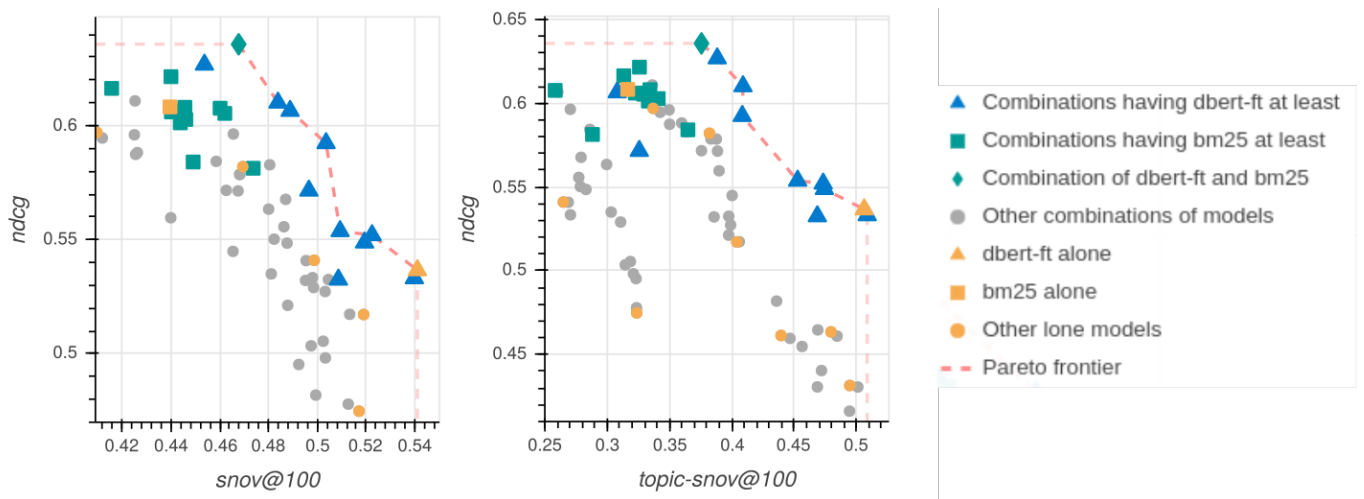 ndcg
0.6
0.55
0.5
0.42
0.44
0.46
0.48
0.5
0.52
0.54
snov@100
ndcg
0.65
0.6
0.55
0.5
0.45
0.25
0.3
0.35
0.4
0.45
0.5
topic-snov@100
Combinations having dbert-ft at least
Combinations having bm25 at least
Combination of dbert-ft and bm25
Other combinations of models
dbert-ft alone
bm25 alone
Other lone models
Pareto frontier